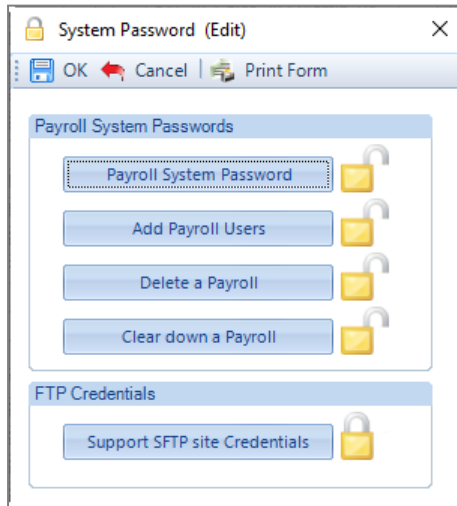 System Password (Edit)
OK Cancel Print Form
Payroll System Passwords
Payroll System Password
Add Payroll Users
Delete a Payroll
Clear down a Payroll
FTP Credentials
Support SFTP site Credentials